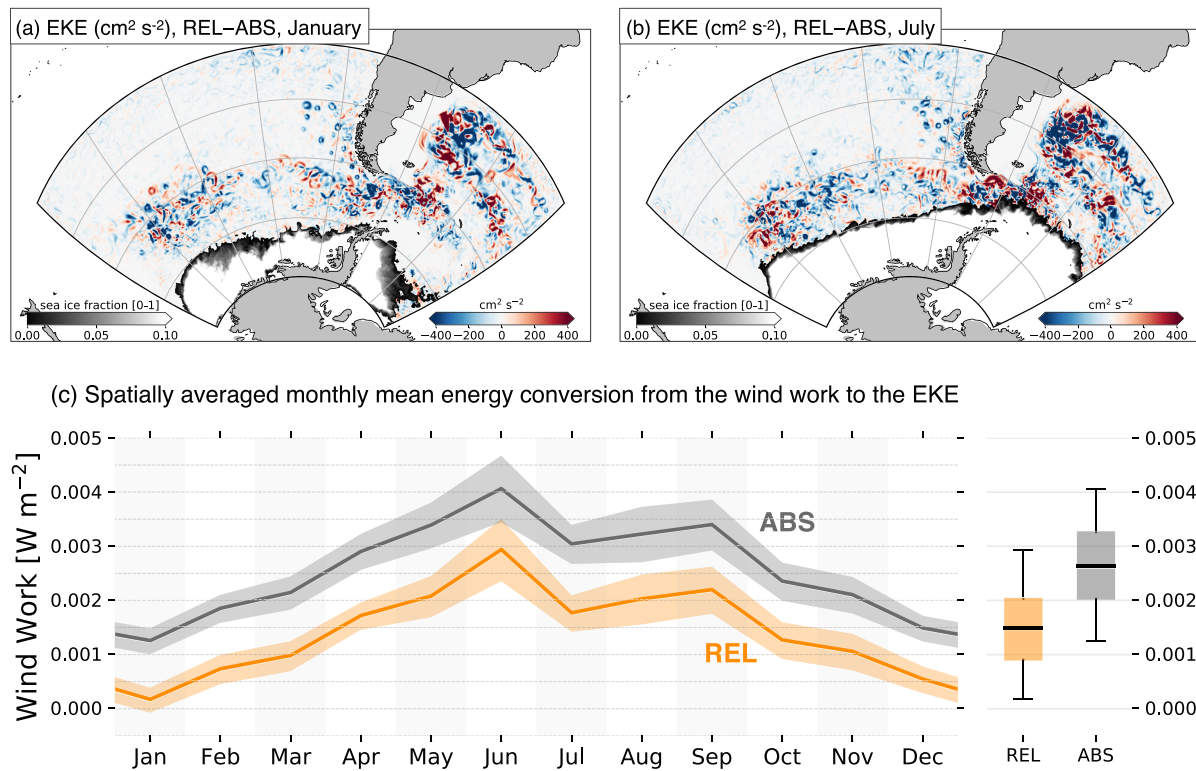 (a) EKE (cm² s⁻²), REL−ABS, January
(b) EKE (cm² s⁻²), REL−ABS, July
sea ice fraction [0-1]
0.00 0.05 0.10
cm² s⁻²
−400 −200 0 200 400
sea ice fraction [0-1]
0.00 0.05 0.10
cm² s⁻²
−400 −200 0 200 400
(c) Spatially averaged monthly mean energy conversion from the wind work to the EKE
Wind Work [W m⁻²]
0.005
0.004
0.003
0.002
0.001
0.000
ABS
REL
Jan Feb Mar Apr May Jun Jul Aug Sep Oct Nov Dec
0.005
0.004
0.003
0.002
0.001
0.000
REL ABS